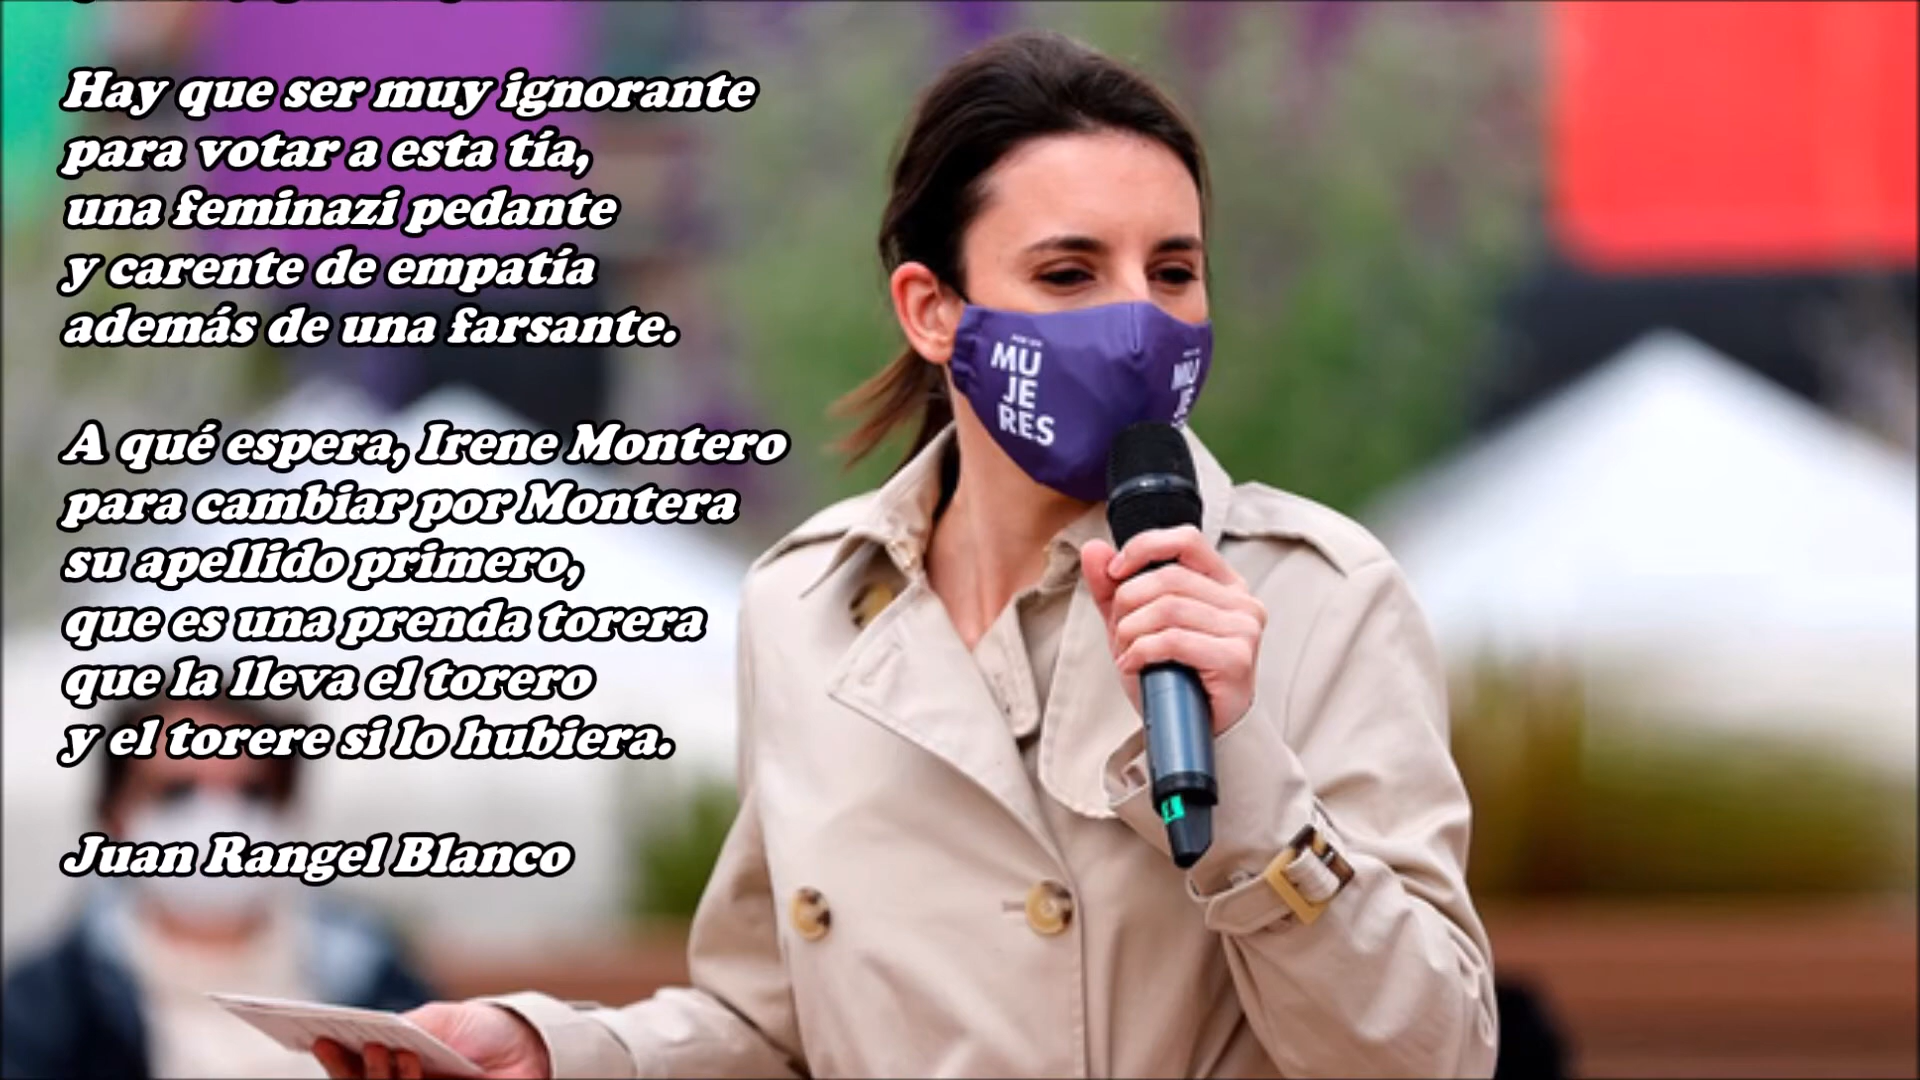 Hay que ser muy ignorante
para votar a esta tía,
una feminazi pedante
y carente de empatía
además de una farsante.
A qué espera, Irene Montero
para cambiar por Montera
su apellido primero,
que es una prenda torera
que la lleva el torero
y el torere si lo hubiera.
Juan Rangel Blanco
MU
JE
RES